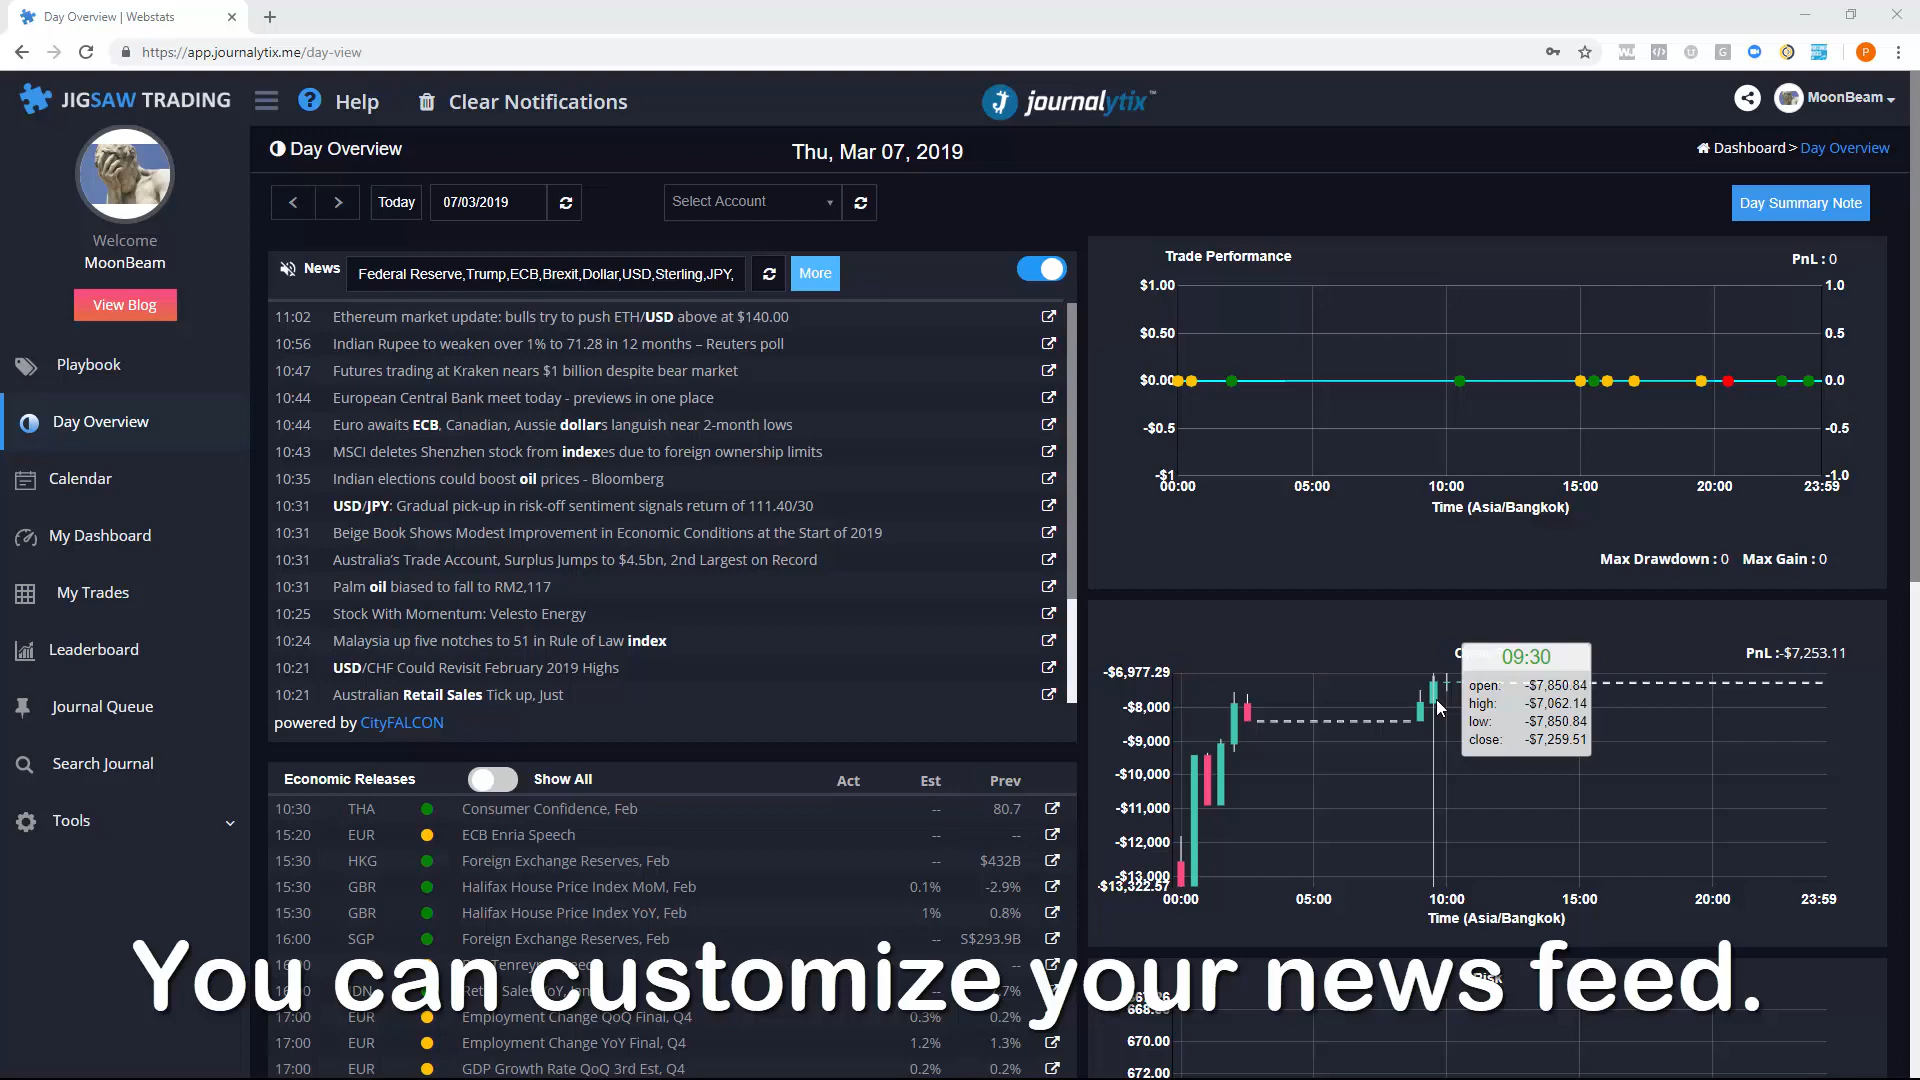 Day Overview | Webstats
https://app.journalytix.me/day-view
P
JIGSAW TRADING
Help
Clear Notifications
journalytix™
MoonBeam
Day Overview
Thu, Mar 07, 2019
Dashboard > Day Overview
Today
07/03/2019
Select Account
Day Summary Note
Welcome
MoonBeam
View Blog
Playbook
Day Overview
Calendar
My Dashboard
My Trades
Leaderboard
Journal Queue
Search Journal
Tools
News
Federal Reserve,Trump,ECB,Brexit,Dollar,USD,Sterling,JPY,
More
11:02 Ethereum market update: bulls try to push ETH/USD above at $140.00
10:56 Indian Rupee to weaken over 1% to 71.28 in 12 months – Reuters poll
10:47 Futures trading at Kraken nears $1 billion despite bear market
10:44 European Central Bank meet today - previews in one place
10:44 Euro awaits ECB, Canadian, Aussie dollars languish near 2-month lows
10:43 MSCI deletes Shenzhen stock from indexes due to foreign ownership limits
10:35 Indian elections could boost oil prices - Bloomberg
10:31 USD/JPY: Gradual pick-up in risk-off sentiment signals return of 111.40/30
10:31 Beige Book Shows Modest Improvement in Economic Conditions at the Start of 2019
10:31 Australia's Trade Account, Surplus Jumps to $4.5bn, 2nd Largest on Record
10:31 Palm oil biased to fall to RM2,117
10:25 Stock With Momentum: Velesto Energy
10:24 Malaysia up five notches to 51 in Rule of Law index
10:21 USD/CHF Could Revisit February 2019 Highs
10:21 Australian Retail Sales Tick up, Just
powered by CityFALCON
Economic Releases Show All Act Est Prev
10:30 THA Consumer Confidence, Feb -- 80.7
15:20 EUR ECB Enria Speech -- --
15:30 HKG Foreign Exchange Reserves, Feb -- $432B
15:30 GBR Halifax House Price Index MoM, Feb 0.1% -2.9%
15:30 GBR Halifax House Price Index YoY, Feb 1% 0.8%
16:00 SGP Foreign Exchange Reserves, Feb -- S$293.9B
17:00 EUR Employment Change QoQ Final, Q4 0.3% 0.2%
17:00 EUR Employment Change YoY Final, Q4 1.2% 1.3%
17:00 EUR GDP Growth Rate QoQ 3rd Est, Q4 0.2% 0.2%
Trade Performance
PnL : 0
$1.00 1.0
$0.50 0.5
$0.00 0.0
-$0.5 -0.5
-$1 -1.0
00:00 05:00 10:00 15:00 20:00 23:59
Time (Asia/Bangkok)
Max Drawdown : 0 Max Gain : 0
PnL :-$7,253.11
09:30
open: -$7,850.84
high: -$7,062.14
low: -$7,850.84
close: -$7,259.51
-$6,977.29
-$8,000
-$9,000
-$10,000
-$11,000
-$12,000
-$13,000
-$13,322.57
00:00 05:00 10:00 15:00 20:00 23:59
Time (Asia/Bangkok)
670.00
672.00
You can customize your news feed.